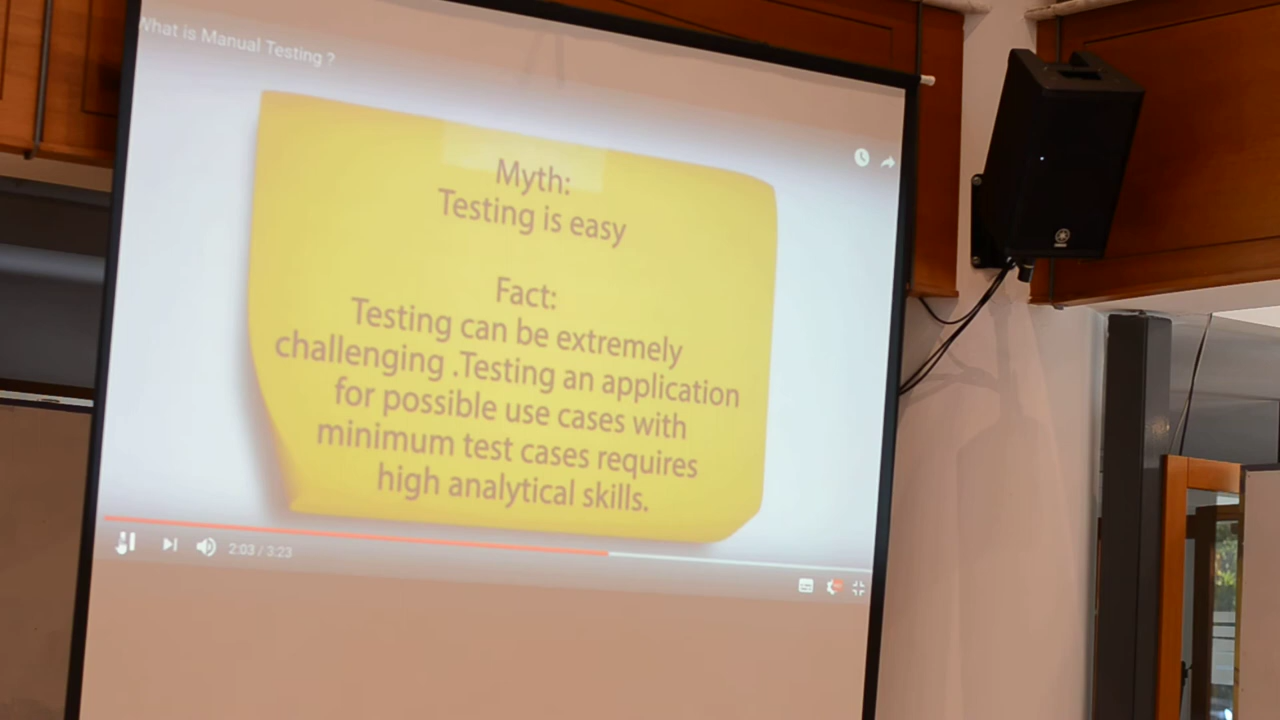 What is Manual Testing ?
Myth:
Testing is easy
Fact:
Testing can be extremely
challenging .Testing an application
for possible use cases with
minimum test cases requires
high analytical skills.
2:03 / 3:23